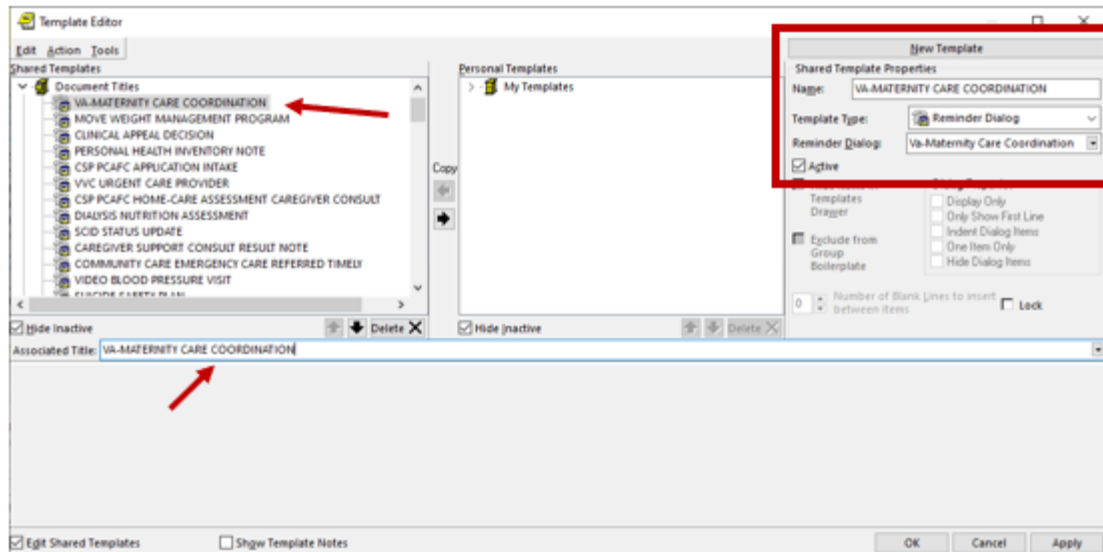 Template Editor
Edit Action Tools
Shared Templates
Document Titles
VA-MATERNITY CARE COORDINATION
MOVE WEIGHT MANAGEMENT PROGRAM
CLINICAL APPEAL DECISION
PERSONAL HEALTH INVENTORY NOTE
CSP PCAFC APPLICATION INTAKE
VVC URGENT CARE PROVIDER
CSP PCAFC HOME-CARE ASSESSMENT CAREGIVER CONSULT
DIALYSIS NUTRITION ASSESSMENT
SCID STATUS UPDATE
CAREGIVER SUPPORT CONSULT RESULT NOTE
COMMUNITY CARE EMERGENCY CARE REFERRED TIMELY
VIDEO BLOOD PRESSURE VISIT
SUICIDE SAFETY PLAN
Hide Inactive
Delete
Copy
Personal Templates
My Templates
Hide Inactive
Delete
New Template
Shared Template Properties
Name: VA-MATERNITY CARE COORDINATION
Template Type: Reminder Dialog
Reminder Dialog: Va-Maternity Care Coordination
Active
Templates
Drawer
Exclude from
Group
Boilerplate
Display Only
Only Show First Line
Indent Dialog Items
One Item Only
Hide Dialog Items
0 Number of Blank Lines to insert
between items
Lock
Associated Title: VA-MATERNITY CARE COORDINATION
Edit Shared Templates
Show Template Notes
OK Cancel Apply